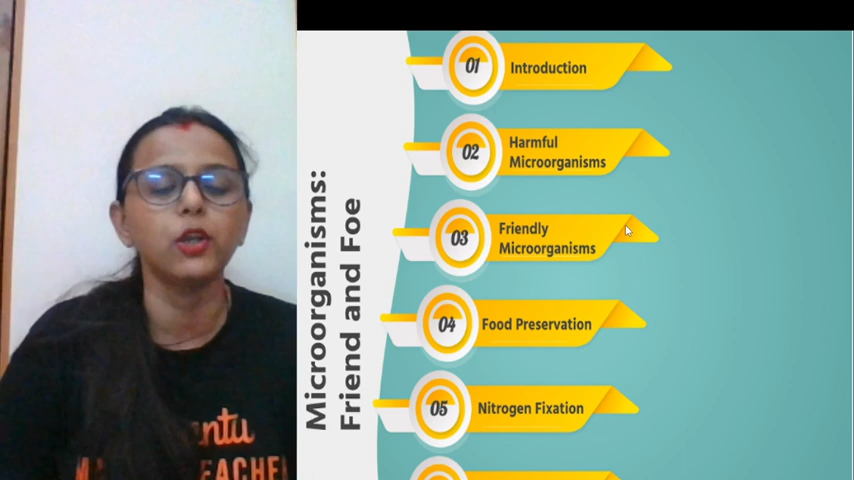 Microorganisms:
Friend and Foe
01
Introduction
02
Harmful
Microorganisms
03
Friendly
Microorganisms
04
Food Preservation
05
Nitrogen Fixation